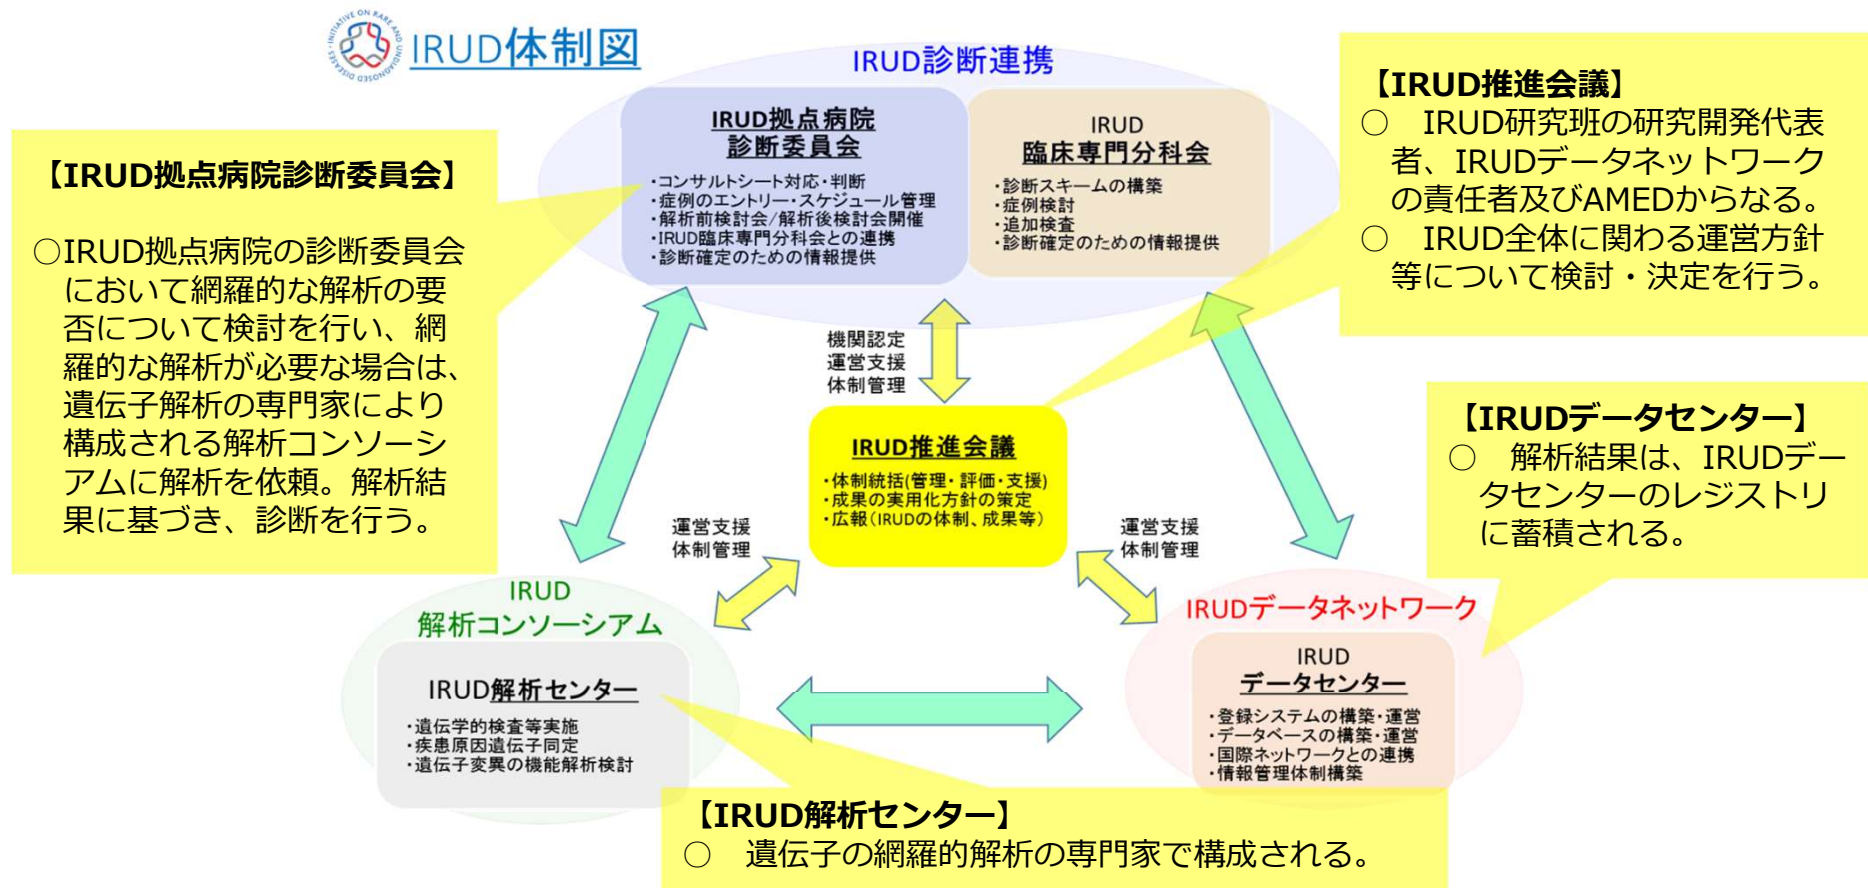 INITIATIVE ON RARE AND UNDIAGNOSED DISEASES
IRUD体制図
IRUD診断連携
IRUD拠点病院
診断委員会
・コンサルトシート対応・判断
・症例のエントリー・スケジュール管理
・解析前検討会/解析後検討会開催
・IRUD臨床専門分科会との連携
・診断確定のための情報提供
IRUD
臨床専門分科会
・診断スキームの構築
・症例検討
・追加検査
・診断確定のための情報提供
【IRUD推進会議】
○ IRUD研究班の研究開発代表
者、IRUDデータネットワーク
の責任者及びAMEDからなる。
○ IRUD全体に関わる運営方針
等について検討・決定を行う。
【IRUD拠点病院診断委員会】
○IRUD拠点病院の診断委員会
において網羅的な解析の要
否について検討を行い、網
羅的な解析が必要な場合は、
遺伝子解析の専門家により
構成される解析コンソーシ
アムに解析を依頼。解析結
果に基づき、診断を行う。
機関認定
運営支援
体制管理
IRUD推進会議
・体制統括(管理・評価・支援)
・成果の実用化方針の策定
・広報(IRUDの体制、成果等)
運営支援
体制管理
運営支援
体制管理
【IRUDデータセンター】
○ 解析結果は、IRUDデー
タセンターのレジストリ
に蓄積される。
IRUD
解析コンソーシアム
IRUD解析センター
・遺伝学的検査等実施
・疾患原因遺伝子同定
・遺伝子変異の機能解析検討
IRUDデータネットワーク
IRUD
データセンター
・登録システムの構築・運営
・データベースの構築・運営
・国際ネットワークとの連携
・情報管理体制構築
【IRUD解析センター】
○ 遺伝子の網羅的解析の専門家で構成される。